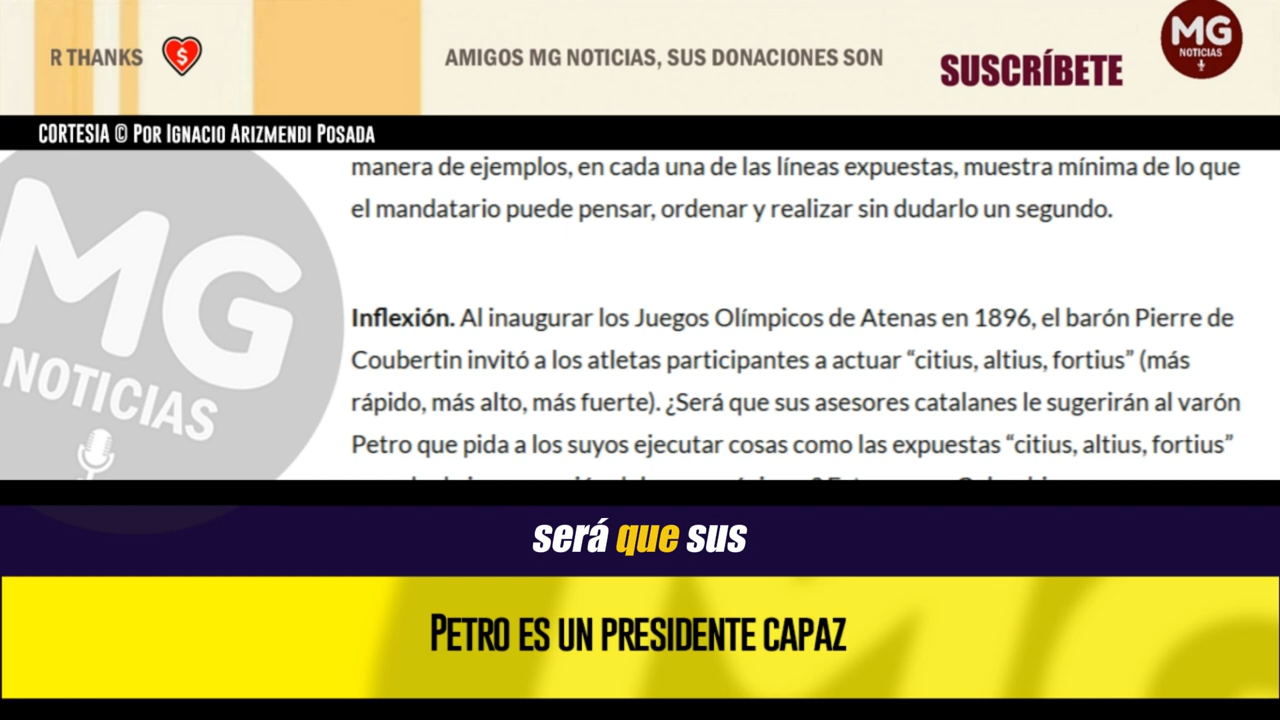 R THANKS
$
AMIGOS MG NOTICIAS, SUS DONACIONES SON
SUSCRÍBETE
MG
NOTICIAS
CORTESIA © Por Ignacio Arizmendi Posada
MG
NOTICIAS
manera de ejemplos, en cada una de las líneas expuestas, muestra mínima de lo que
el mandatario puede pensar, ordenar y realizar sin dudarlo un segundo.
Inflexión. Al inaugurar los Juegos Olímpicos de Atenas en 1896, el barón Pierre de
Coubertin invitó a los atletas participantes a actuar “citius, altius, fortius” (más
rápido, más alto, más fuerte). ¿Será que sus asesores catalanes le sugerirán al varón
Petro que pida a los suyos ejecutar cosas como las expuestas “citius, altius, fortius”
será que sus
Petro es un presidente capaz